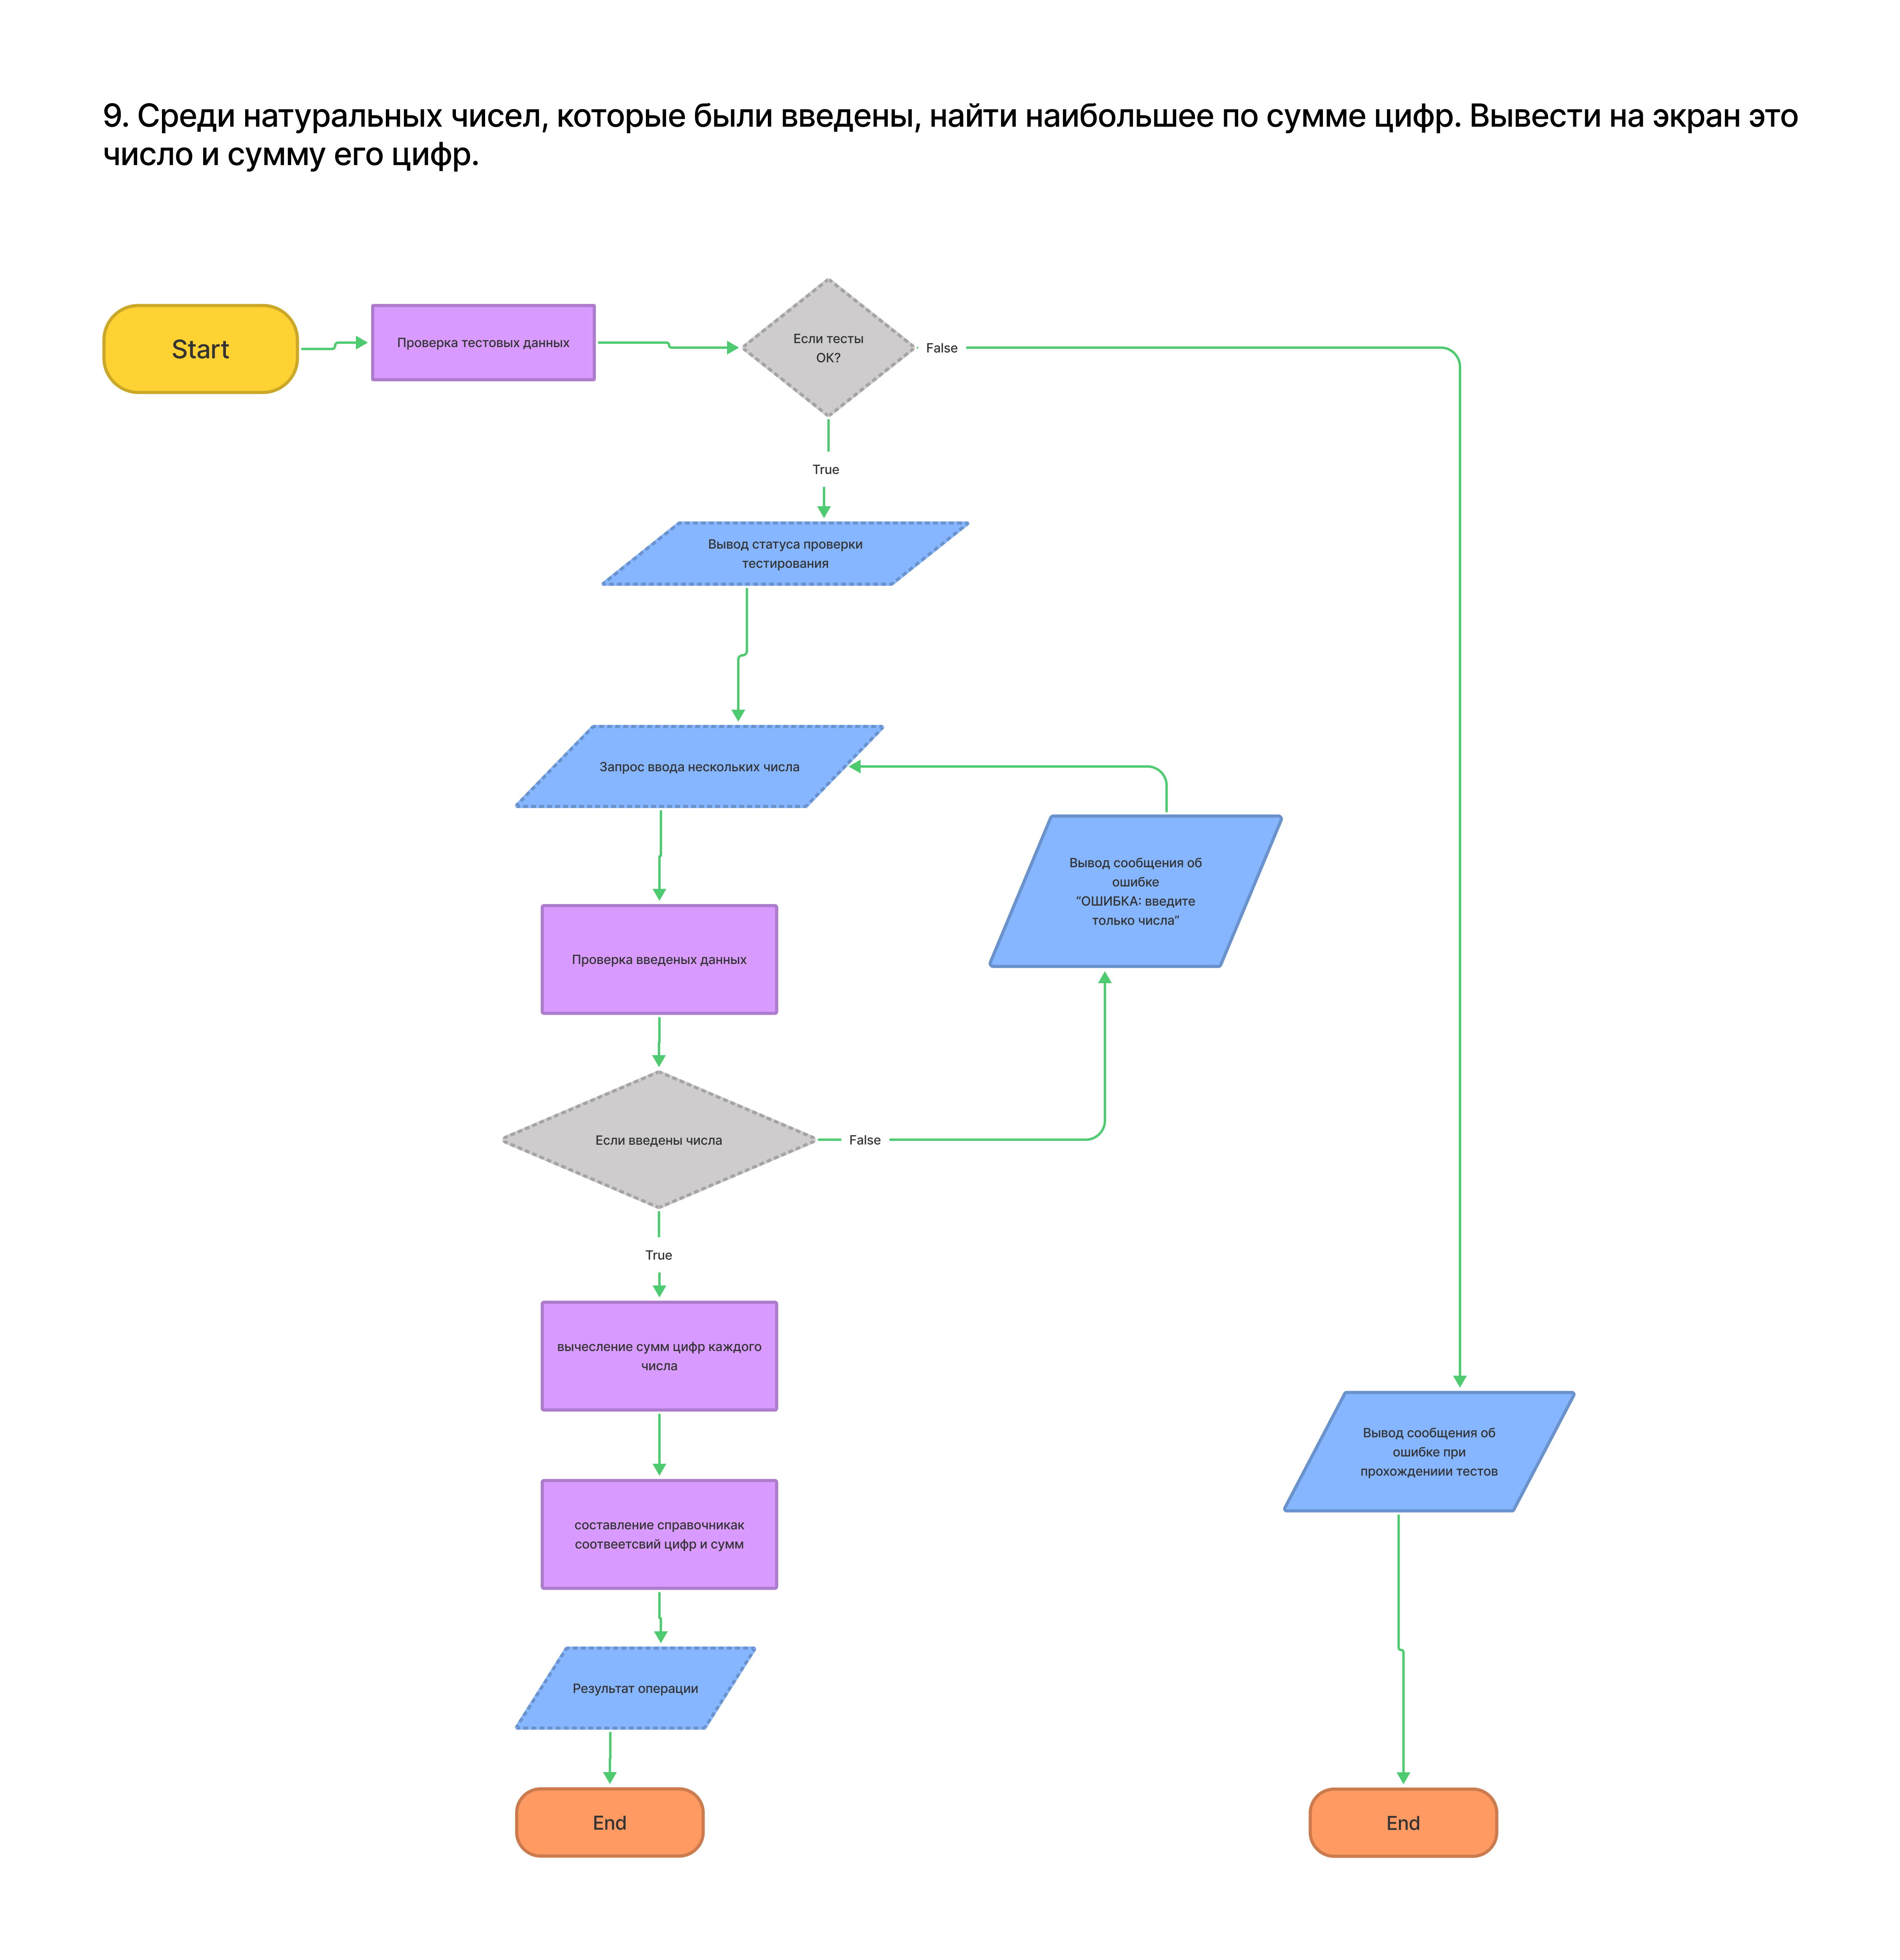 9. Среди натуральных чисел, которые были введены, найти наибольшее по сумме цифр. Вывести на экран это
число и сумму его цифр.
Start
Проверка тестовых данных
Если тесты
ОК?
False
True
Вывод статуса проверки
тестирования
Запрос ввода нескольких числа
Вывод сообщения об
ошибке
“ОШИБКА: введите
только числа”
Проверка введеных данных
Если введены числа
False
True
вычесление сумм цифр каждого
числа
Вывод сообщения об
ошибке при
прохождениии тестов
составление справочникак
соотвеетсвий цифр и сумм
Результат операции
End
End